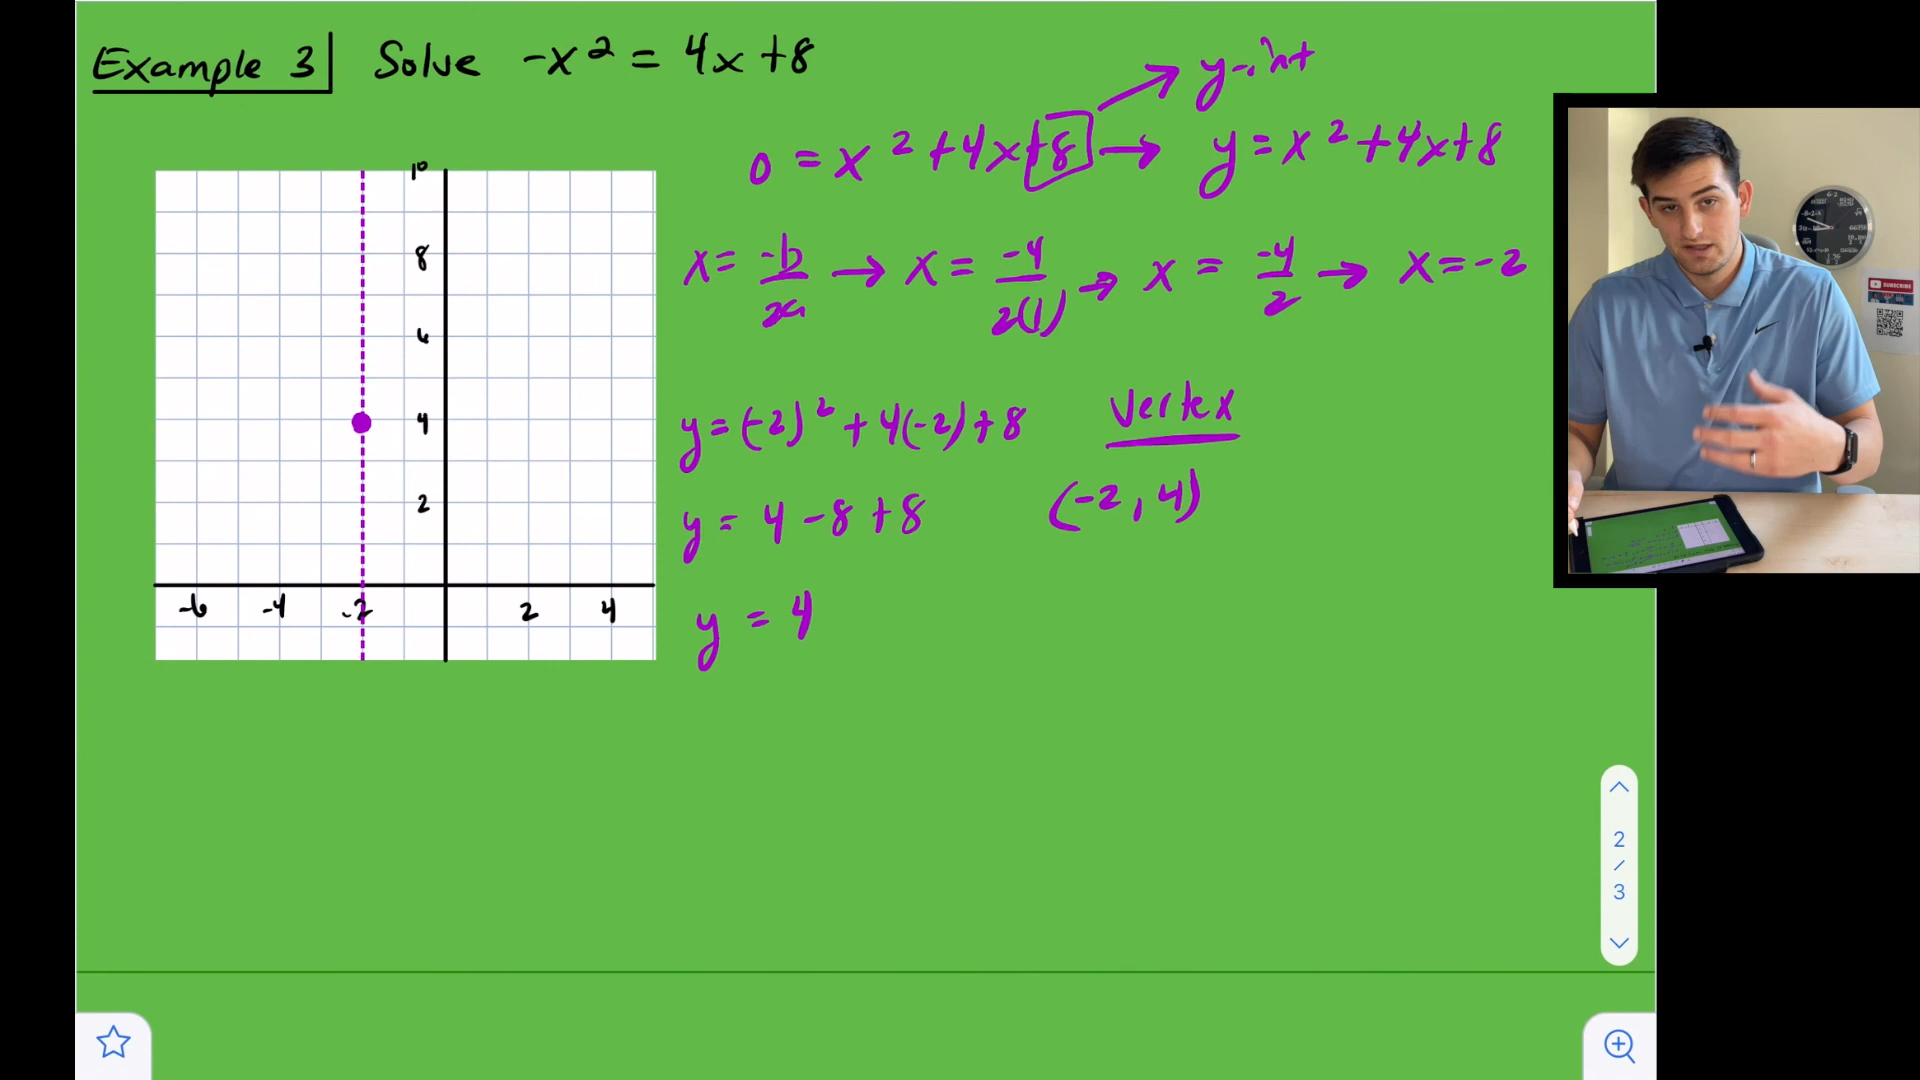 Example 3 Solve -x² = 4x + 8
y-int
0 = x² + 4x + 8 → y = x² + 4x + 8
x = -b/2a → x = -4/2(1) → x = -4/2 → x = -2
y = (-2)² + 4(-2) + 8
Vertex
y = 4 - 8 + 8
(-2, 4)
y = 4
10
8
6
4
2
-6 -4 -2 2 4
SUBSCRIBE
2
/
3